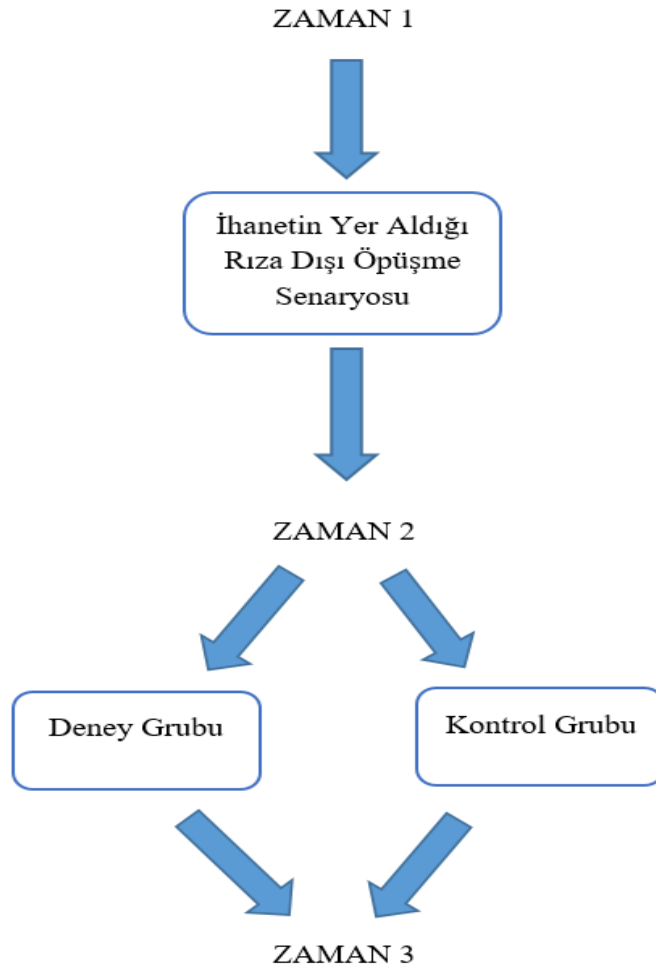 ZAMAN 1
İhanetin Yer Aldığı
Rıza Dışı Öpüşme
Senaryosu
ZAMAN 2
Deney Grubu
Kontrol Grubu
ZAMAN 3